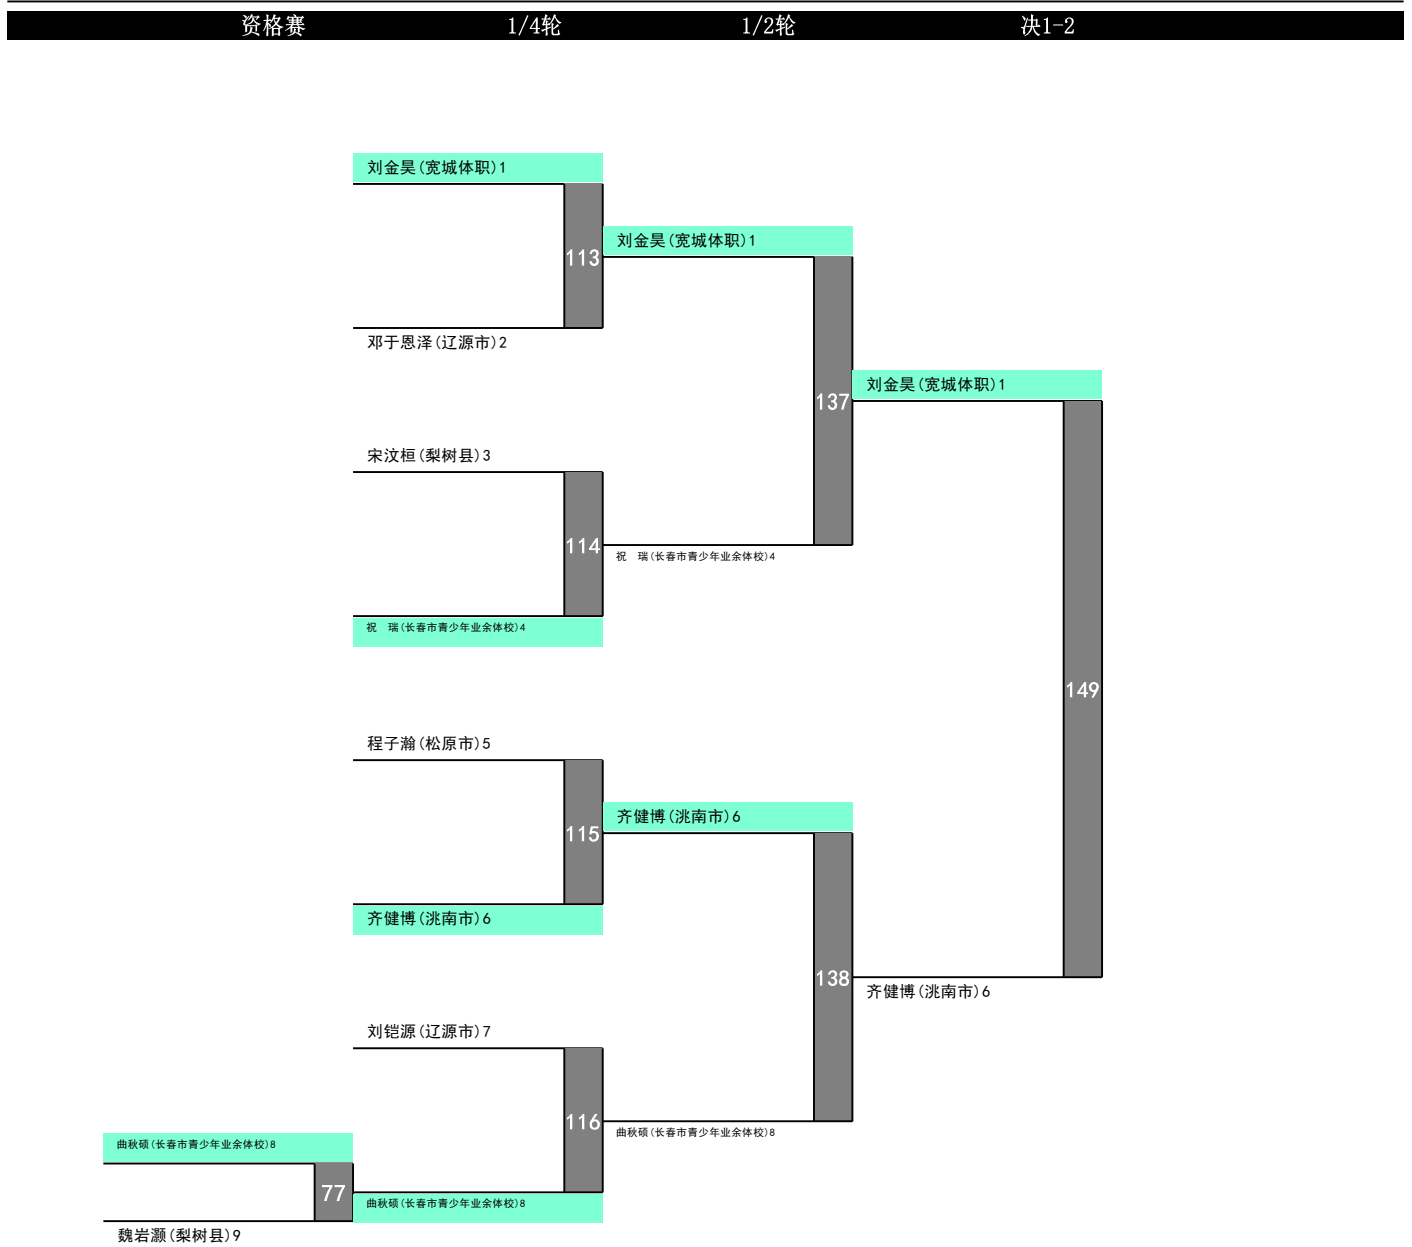 资格赛 1/4轮 1/2轮 决1-2
刘金昊(宽城体职)1
113
邓于恩泽(辽源市)2
刘金昊(宽城体职)1
宋汶桓(梨树县)3
114
祝　瑞(长春市青少年业余体校)4
137
祝　瑞(长春市青少年业余体校)4
刘金昊(宽城体职)1
149
程子瀚(松原市)5
115
齐健博(洮南市)6
齐健博(洮南市)6
138
齐健博(洮南市)6
刘铠源(辽源市)7
116
曲秋硕(长春市青少年业余体校)8
曲秋硕(长春市青少年业余体校)8
77
曲秋硕(长春市青少年业余体校)8
魏岩灏(梨树县)9